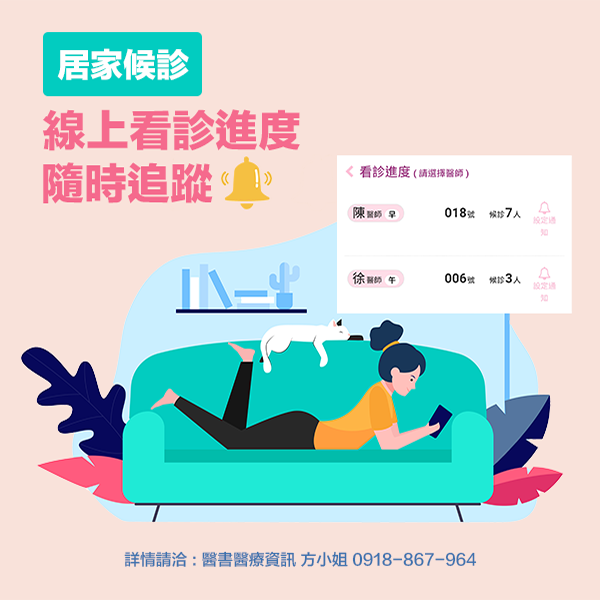 居家候診
線上看診進度
隨時追蹤
看診進度 ( 請選擇醫師 )
陳 醫師 早 018號 候診7人 設定通知
徐 醫師 午 006號 候診3人 設定通知
詳情請洽：醫書醫療資訊 方小姐 0918-867-964